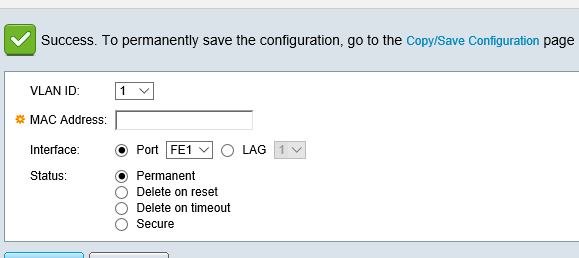 Success. To permanently save the configuration, go to the Copy/Save Configuration page
VLAN ID: 1
MAC Address:
Interface: Port FE1 LAG 1
Status: Permanent
Delete on reset
Delete on timeout
Secure